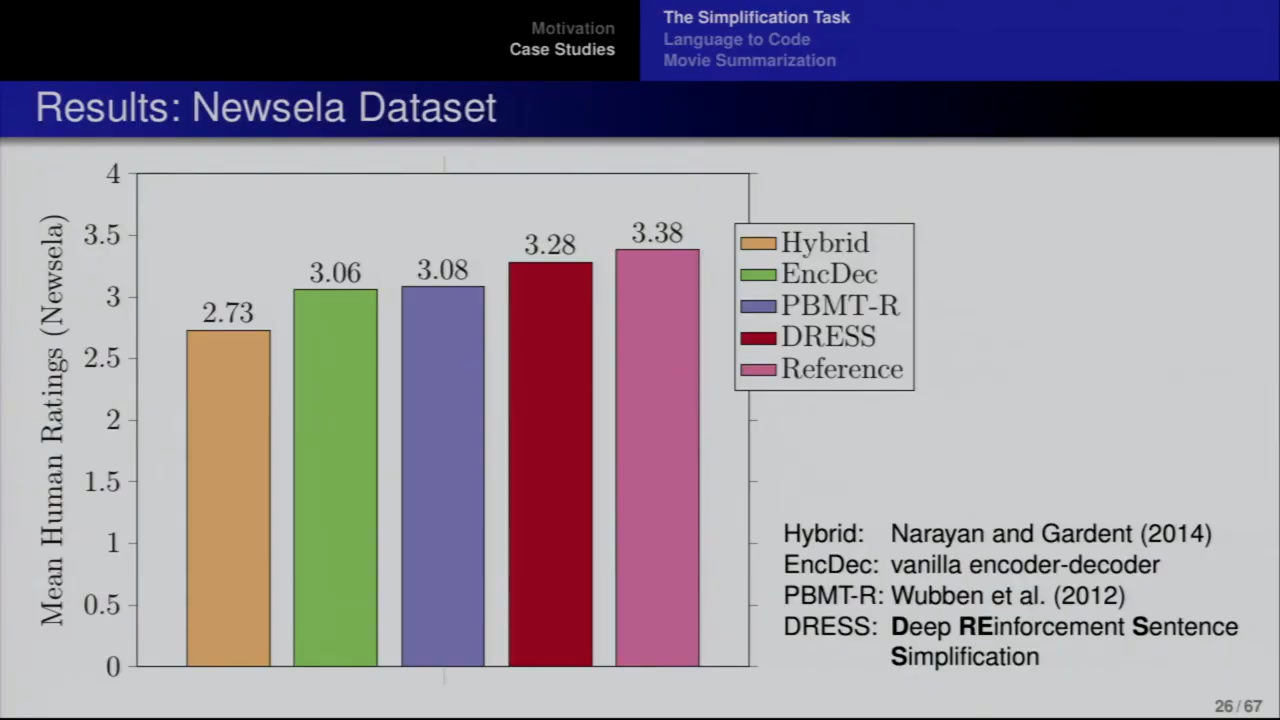 Motivation
Case Studies
The Simplification Task
Language to Code
Movie Summarization
Results: Newsela Dataset
Mean Human Ratings (Newsela)
4
3.5
3
2.5
2
1.5
1
0.5
0
2.73
3.06
3.08
3.28
3.38
Hybrid
EncDec
PBMT-R
DRESS
Reference
Hybrid: Narayan and Gardent (2014)
EncDec: vanilla encoder-decoder
PBMT-R: Wubben et al. (2012)
DRESS: Deep REinforcement Sentence
Simplification
26 / 67